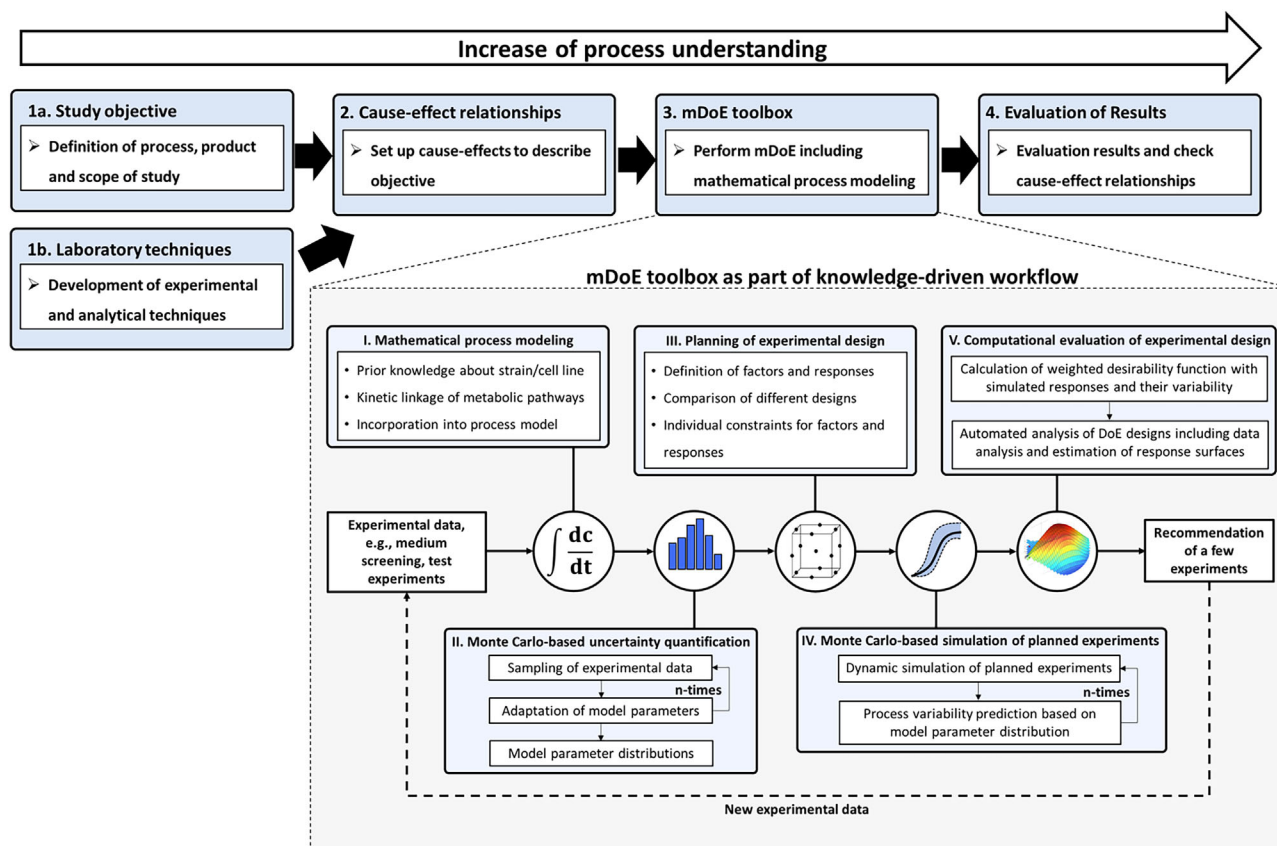 Increase of process understanding
1a. Study objective
➢ Definition of process, product
and scope of study
1b. Laboratory techniques
➢ Development of experimental
and analytical techniques
2. Cause-effect relationships
➢ Set up cause-effects to describe
objective
3. mDoE toolbox
➢ Perform mDoE including
mathematical process modeling
4. Evaluation of Results
➢ Evaluation results and check
cause-effect relationships
mDoE toolbox as part of knowledge-driven workflow
I. Mathematical process modeling
• Prior knowledge about strain/cell line
• Kinetic linkage of metabolic pathways
• Incorporation into process model
III. Planning of experimental design
• Definition of factors and responses
• Comparison of different designs
• Individual constraints for factors and
responses
V. Computational evaluation of experimental design
Calculation of weighted desirability function with
simulated responses and their variability
Automated analysis of DoE designs including data
analysis and estimation of response surfaces
Experimental data,
e.g., medium
screening, test
experiments
∫ dc
dt
Recommendation
of a few
experiments
II. Monte Carlo-based uncertainty quantification
Sampling of experimental data
n-times
Adaptation of model parameters
Model parameter distributions
IV. Monte Carlo-based simulation of planned experiments
Dynamic simulation of planned experiments
n-times
Process variability prediction based on
model parameter distribution
New experimental data